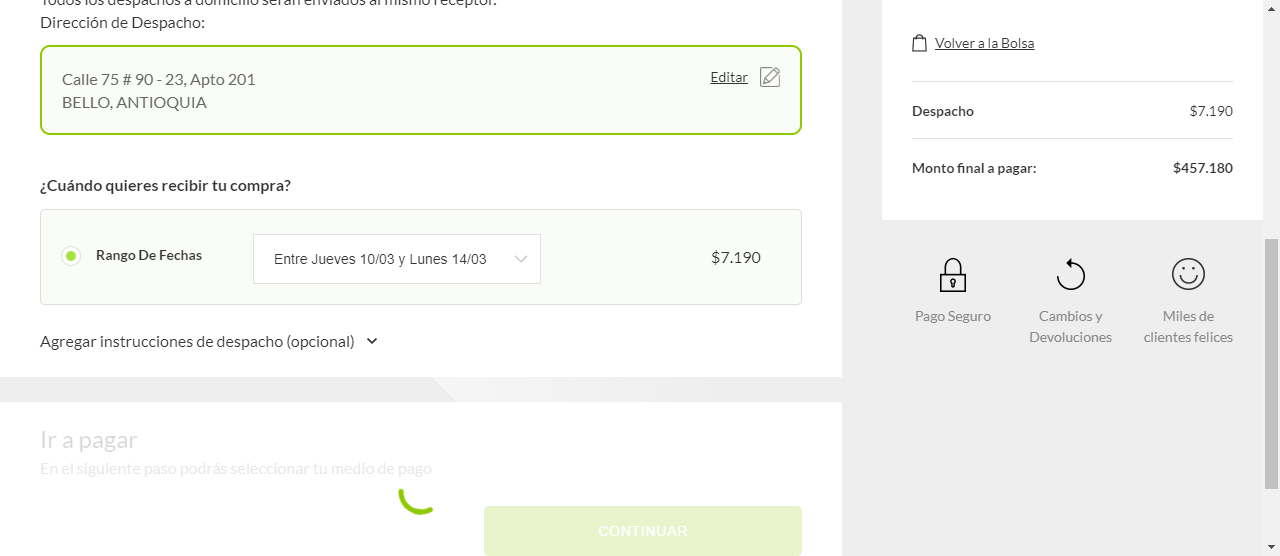 Todos los despachos a domicilio serán enviados al mismo receptor.
Dirección de Despacho:
Calle 75 # 90 - 23, Apto 201
BELLO, ANTIOQUIA
Editar
¿Cuándo quieres recibir tu compra?
Rango De Fechas
Entre Jueves 10/03 y Lunes 14/03
$7.190
Agregar instrucciones de despacho (opcional)
Ir a pagar
En el siguiente paso podrás seleccionar tu medio de pago
CONTINUAR
Volver a la Bolsa
Despacho
$7.190
Monto final a pagar:
$457.180
Pago Seguro
Cambios y
Devoluciones
Miles de
clientes felices